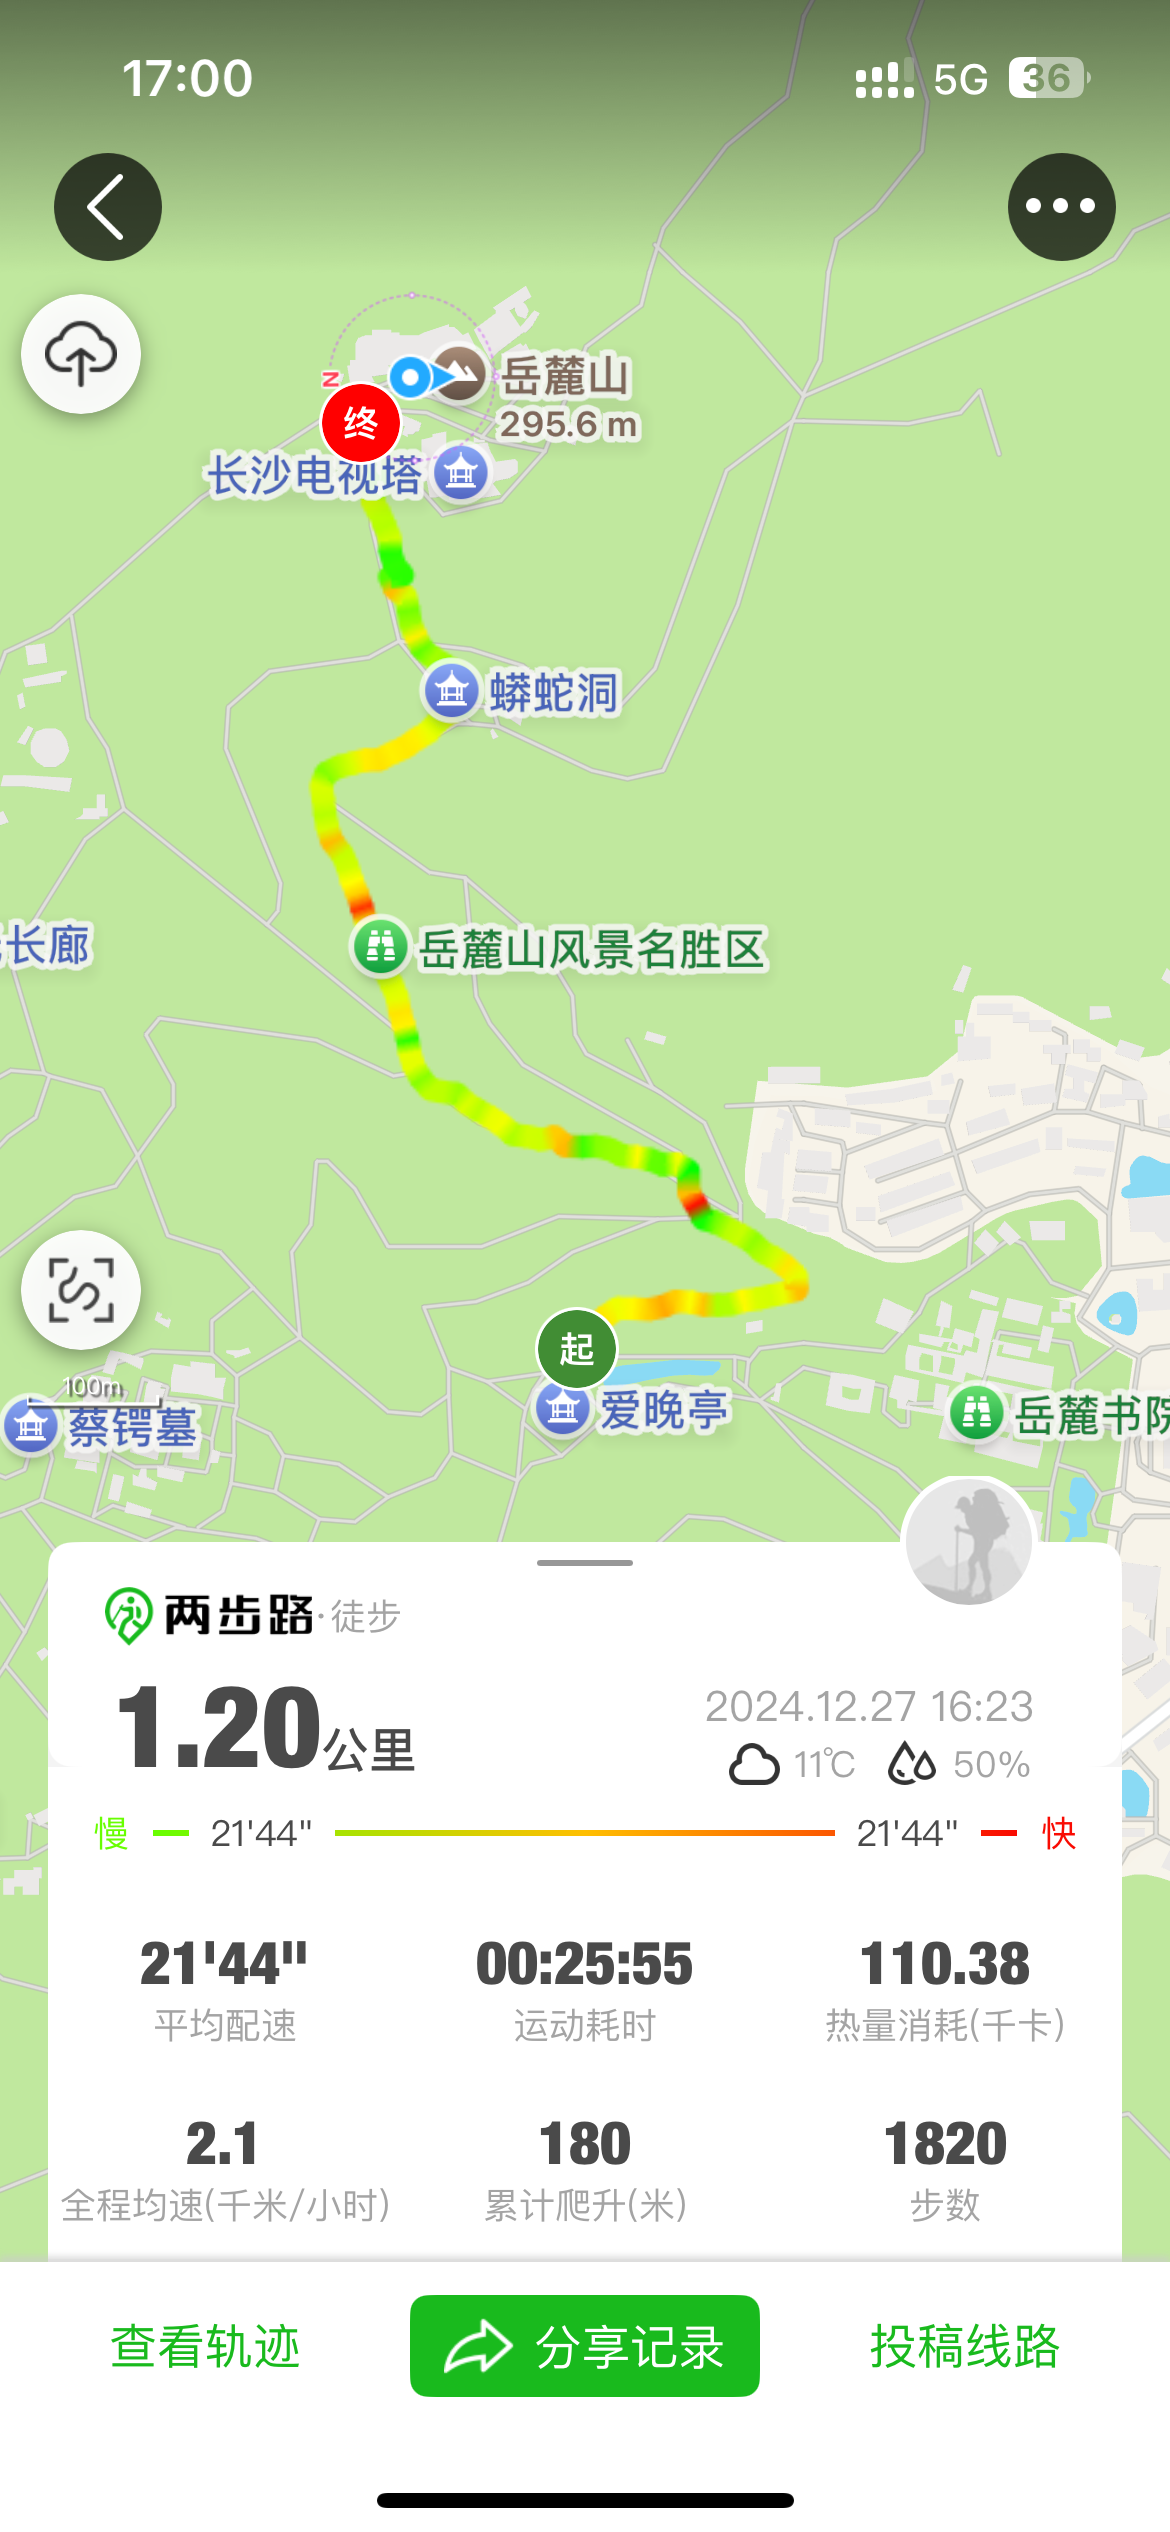 17:00
5G 36
岳麓山
295.6 m
N
终
长沙电视塔
蟒蛇洞
长廊
岳麓山风景名胜区
起
100m
蔡锷墓
爱晚亭
岳麓书院
两步路·徒步
1.20公里
2024.12.27 16:23
11℃ 50%
慢 21'44" 21'44" 快
21'44" 00:25:55 110.38
平均配速 运动耗时 热量消耗(千卡)
2.1 180 1820
全程均速(千米/小时) 累计爬升(米) 步数
查看轨迹 分享记录 投稿线路